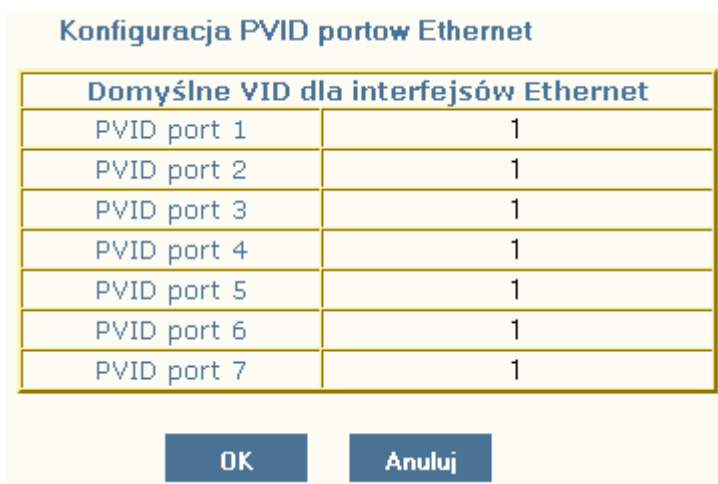 Konfiguracja PVID portow Ethernet
Domyślne VID dla interfejsów Ethernet
PVID port 1 1
PVID port 2 1
PVID port 3 1
PVID port 4 1
PVID port 5 1
PVID port 6 1
PVID port 7 1
OK Anuluj